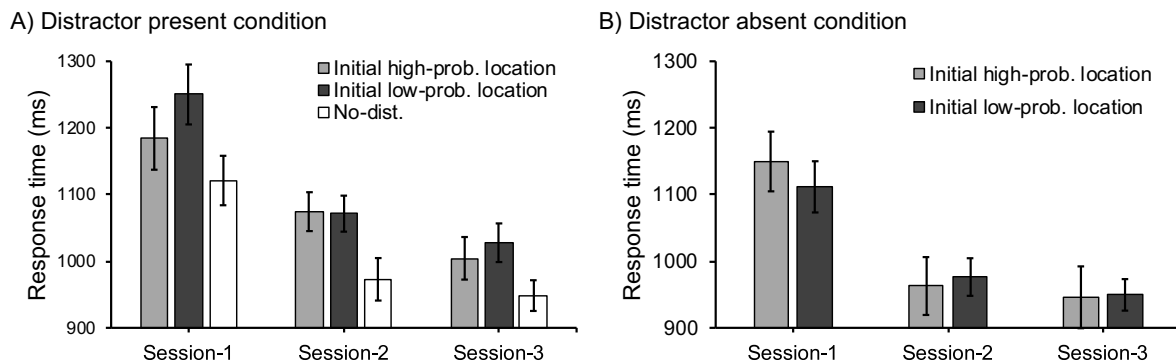 A) Distractor present condition
Response time (ms)
1300
1200
1100
1000
900
Initial high-prob. location
Initial low-prob. location
No-dist.
Session-1 Session-2 Session-3
B) Distractor absent condition
Response time (ms)
1300
1200
1100
1000
900
Initial high-prob. location
Initial low-prob. location
Session-1 Session-2 Session-3